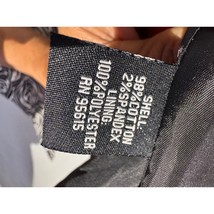 SHELL:
98%COTTON
2%SPANDEX
LINING:
100%POLYESTER
RN 95615